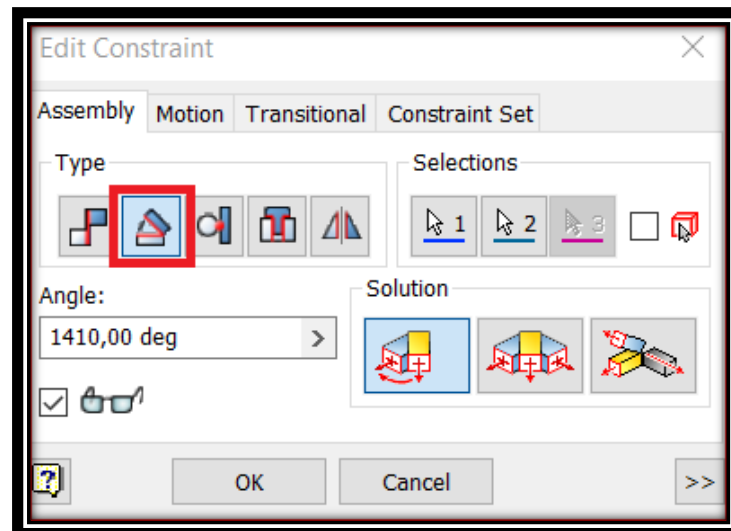 Edit Constraint
Assembly Motion Transitional Constraint Set
Type
Selections
1 2 3
Angle:
Solution
1410,00 deg >
? OK Cancel >>